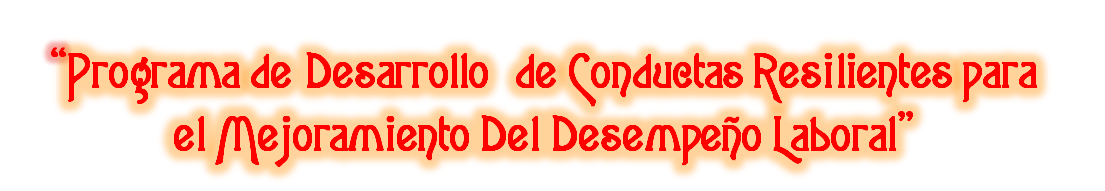 “Programa de Desarrollo de Conductas Resilientes para
el Mejoramiento Del Desempeño Laboral”